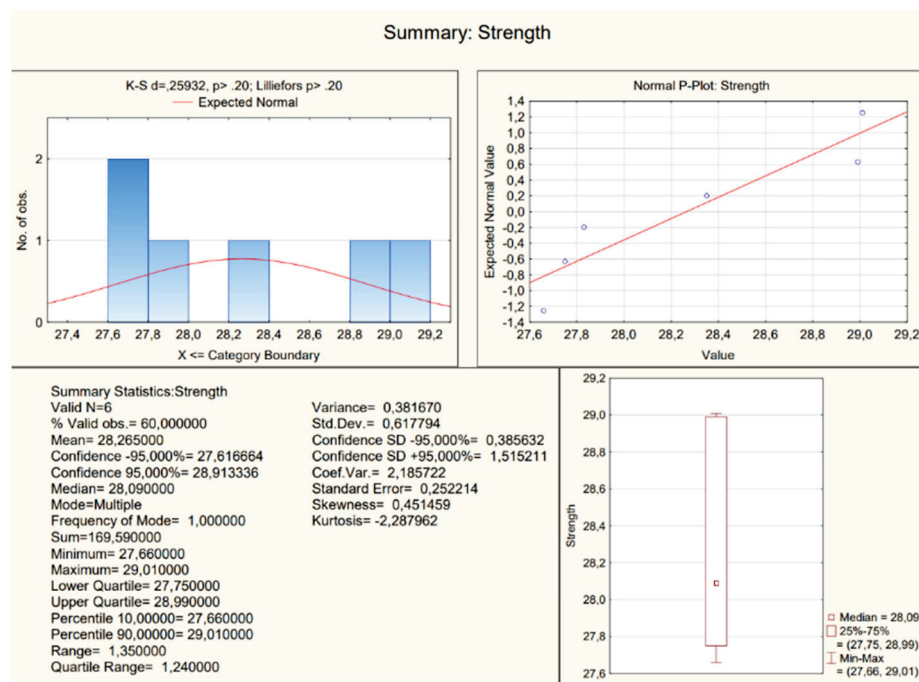 Summary: Strength
K-S d=,25932, p> .20; Lilliefors p> .20
Expected Normal
No. of obs.
2
1
0
27,4 27,6 27,8 28,0 28,2 28,4 28,6 28,8 29,0 29,2
X <= Category Boundary
Normal P-Plot: Strength
Expected Normal Value
1,4
1,2
1,0
0,8
0,6
0,4
0,2
0,0
-0,2
-0,4
-0,6
-0,8
-1,0
-1,2
-1,4
27,6 27,8 28,0 28,2 28,4 28,6 28,8 29,0 29,2
Value
Summary Statistics:Strength
Valid N=6
% Valid obs.= 60,000000
Mean= 28,265000
Confidence -95,000%= 27,616664
Confidence 95,000%= 28,913336
Median= 28,090000
Mode=Multiple
Frequency of Mode= 1,000000
Sum=169,590000
Minimum= 27,660000
Maximum= 29,010000
Lower Quartile= 27,750000
Upper Quartile= 28,990000
Percentile 10,00000= 27,660000
Percentile 90,00000= 29,010000
Range= 1,350000
Quartile Range= 1,240000
Variance= 0,381670
Std.Dev.= 0,617794
Confidence SD -95,000%= 0,385632
Confidence SD +95,000%= 1,515211
Coef.Var.= 2,185722
Standard Error= 0,252214
Skewness= 0,451459
Kurtosis= -2,287962
Strength
29,2
29,0
28,8
28,6
28,4
28,2
28,0
27,8
27,6
Median = 28,09
25%-75%
= (27,75, 28,99)
Min-Max
= (27,66, 29,01)